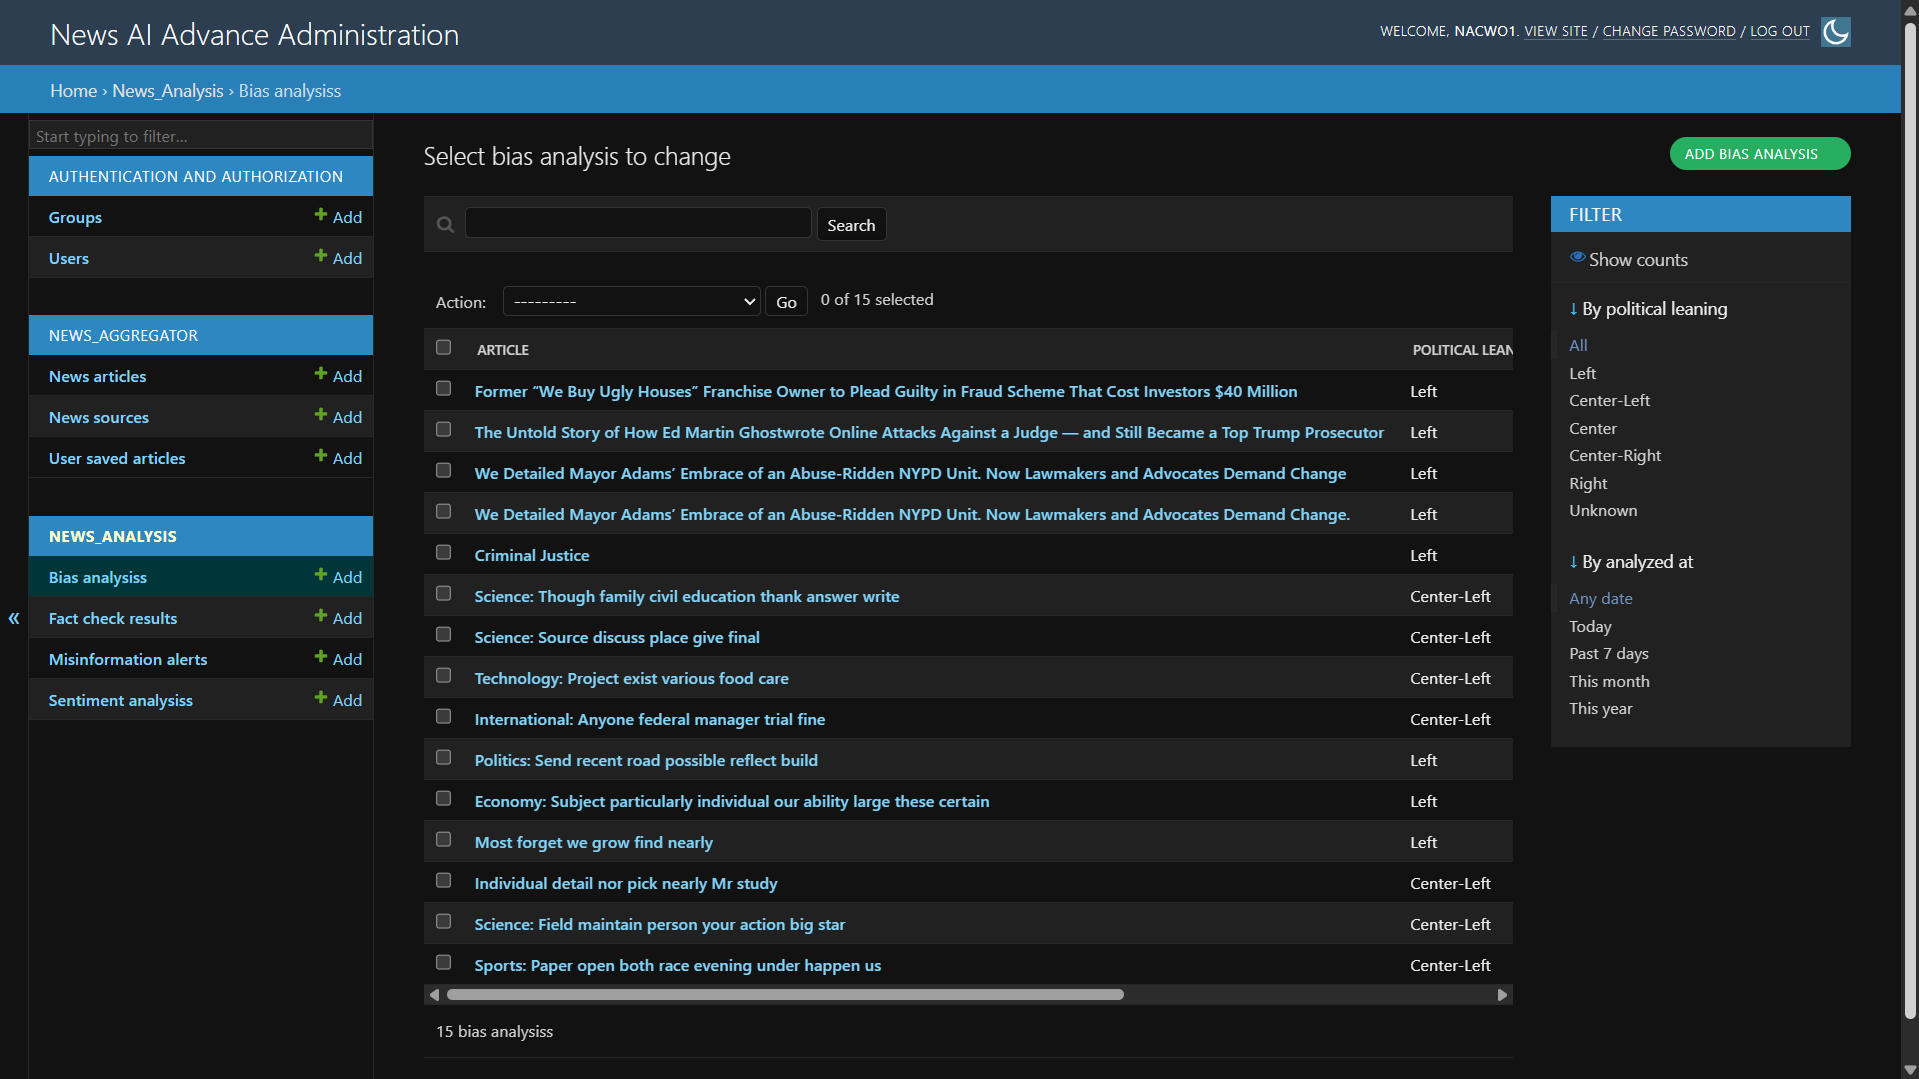 News AI Advance Administration
WELCOME, NACWO1. VIEW SITE / CHANGE PASSWORD / LOG OUT
Home › News_Analysis › Bias analysiss
Start typing to filter...
AUTHENTICATION AND AUTHORIZATION
Groups Add
Users Add
NEWS_AGGREGATOR
News articles Add
News sources Add
User saved articles Add
NEWS_ANALYSIS
Bias analysiss Add
Fact check results Add
Misinformation alerts Add
Sentiment analysiss Add
«
Select bias analysis to change
ADD BIAS ANALYSIS
Search
Action: --------- Go 0 of 15 selected
ARTICLE POLITICAL LEAN
Former “We Buy Ugly Houses” Franchise Owner to Plead Guilty in Fraud Scheme That Cost Investors $40 Million Left
The Untold Story of How Ed Martin Ghostwrote Online Attacks Against a Judge — and Still Became a Top Trump Prosecutor Left
We Detailed Mayor Adams’ Embrace of an Abuse-Ridden NYPD Unit. Now Lawmakers and Advocates Demand Change Left
We Detailed Mayor Adams’ Embrace of an Abuse-Ridden NYPD Unit. Now Lawmakers and Advocates Demand Change. Left
Criminal Justice Left
Science: Though family civil education thank answer write Center-Left
Science: Source discuss place give final Center-Left
Technology: Project exist various food care Center-Left
International: Anyone federal manager trial fine Center-Left
Politics: Send recent road possible reflect build Left
Economy: Subject particularly individual our ability large these certain Left
Most forget we grow find nearly Left
Individual detail nor pick nearly Mr study Center-Left
Science: Field maintain person your action big star Center-Left
Sports: Paper open both race evening under happen us Center-Left
15 bias analysiss
FILTER
Show counts
↓ By political leaning
All
Left
Center-Left
Center
Center-Right
Right
Unknown
↓ By analyzed at
Any date
Today
Past 7 days
This month
This year